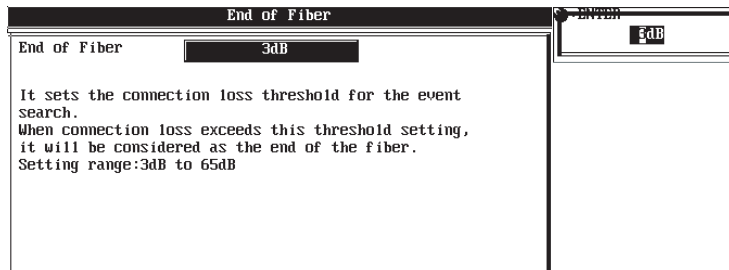 End of Fiber
ENTER
End of Fiber 3dB
3dB
It sets the connection loss threshold for the event
search.
When connection loss exceeds this threshold setting,
it will be considered as the end of the fiber.
Setting range:3dB to 65dB